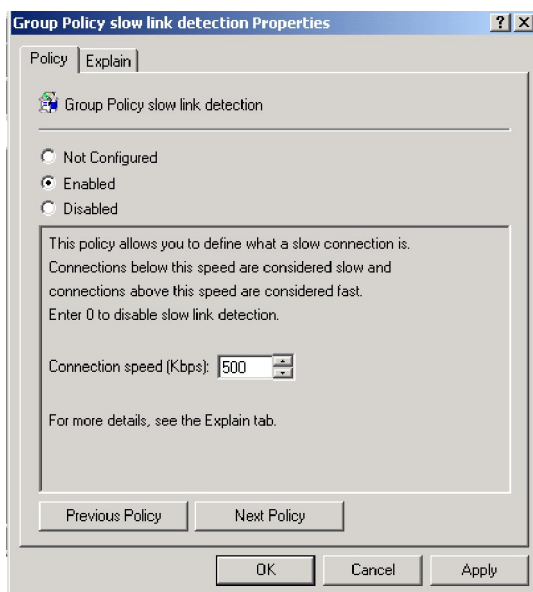 Group Policy slow link detection Properties
Policy
Explain
Group Policy slow link detection
Not Configured
Enabled
Disabled
This policy allows you to define what a slow connection is.
Connections below this speed are considered slow and
connections above this speed are considered fast.
Enter 0 to disable slow link detection.
Connection speed (Kbps): 500
For more details, see the Explain tab.
Previous Policy
Next Policy
OK
Cancel
Apply